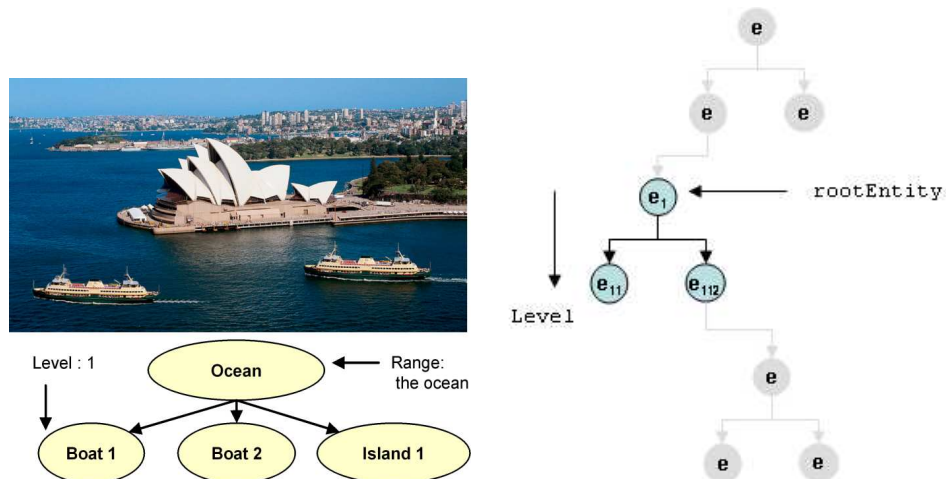 Level : 1
Ocean
Range:
the ocean
Boat 1
Boat 2
Island 1
e
e
e
e1
rootEntity
e11
e112
Level
e
e
e